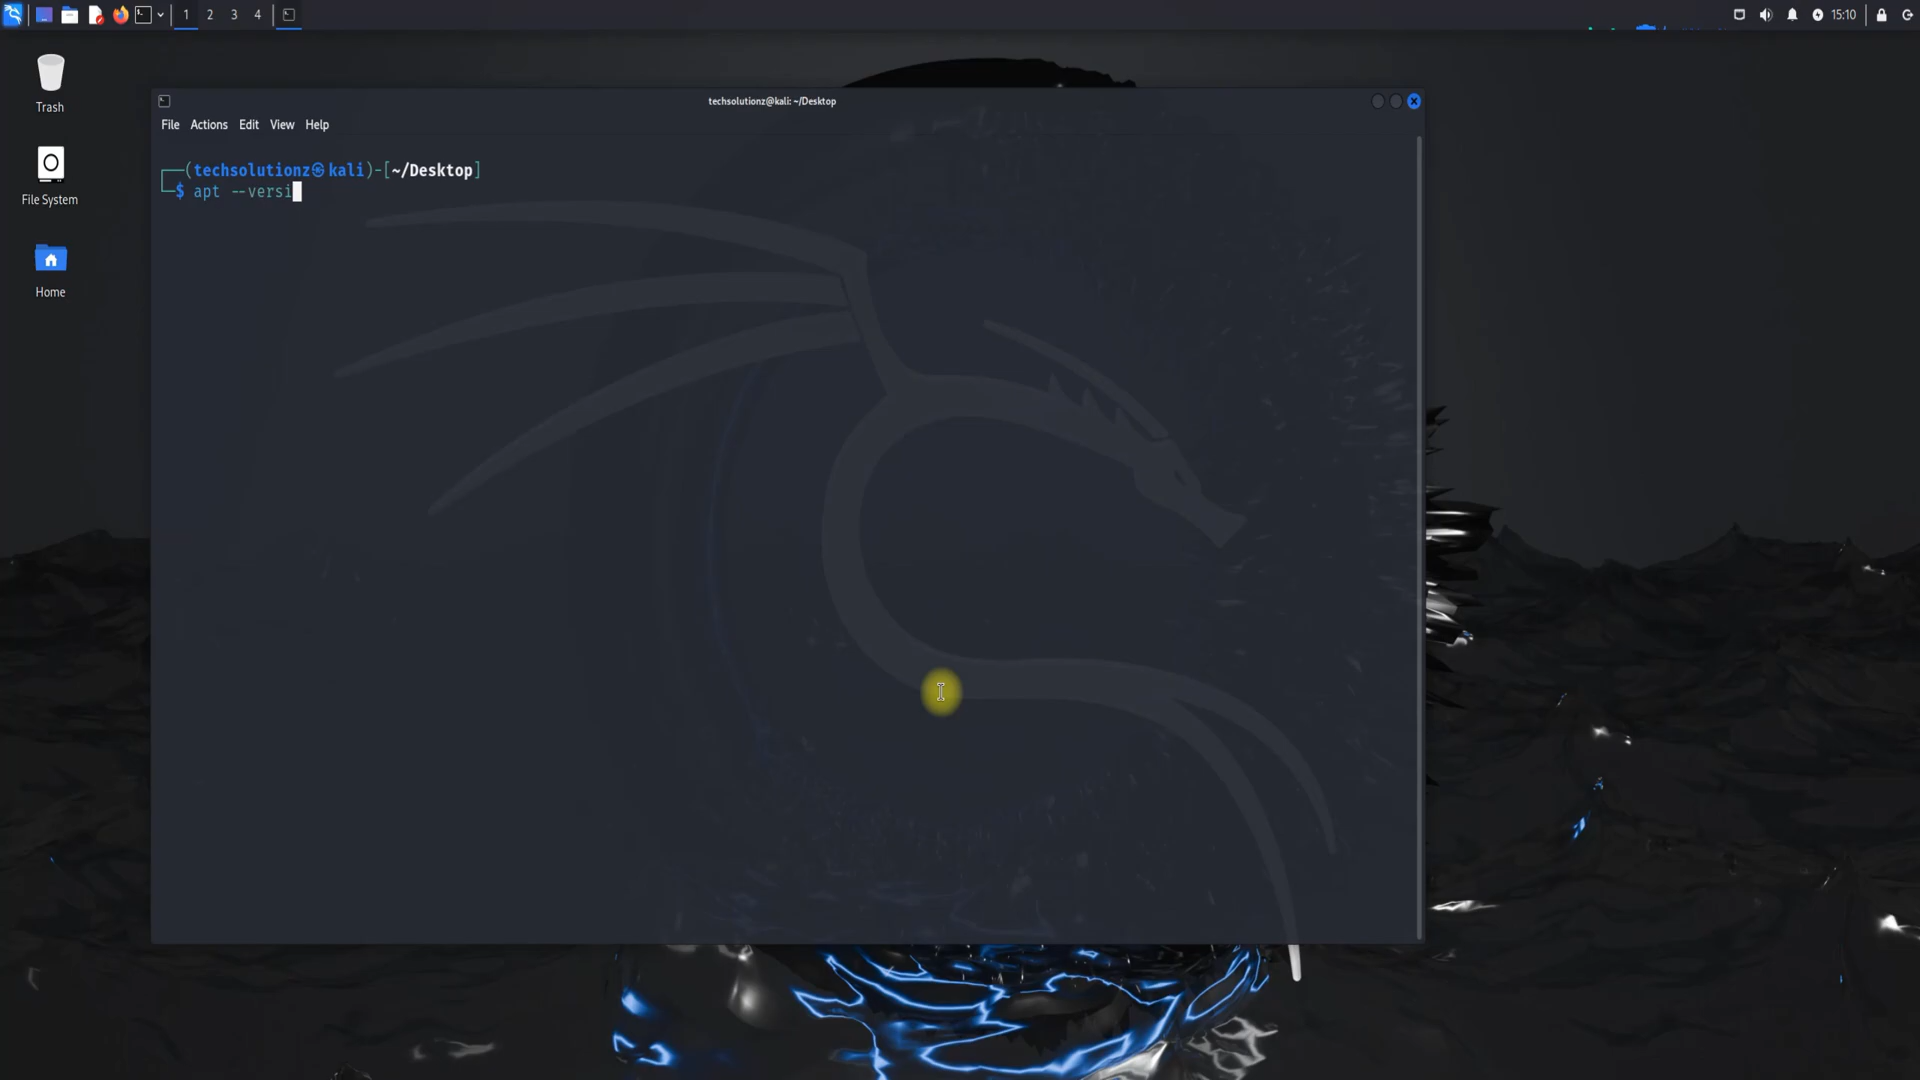 1 2 3 4
15:10
Trash
File System
Home
techsolutionz@kali: ~/Desktop
File Actions Edit View Help
┌──(techsolutionz㉿kali)-[~/Desktop]
└─$ apt --versi